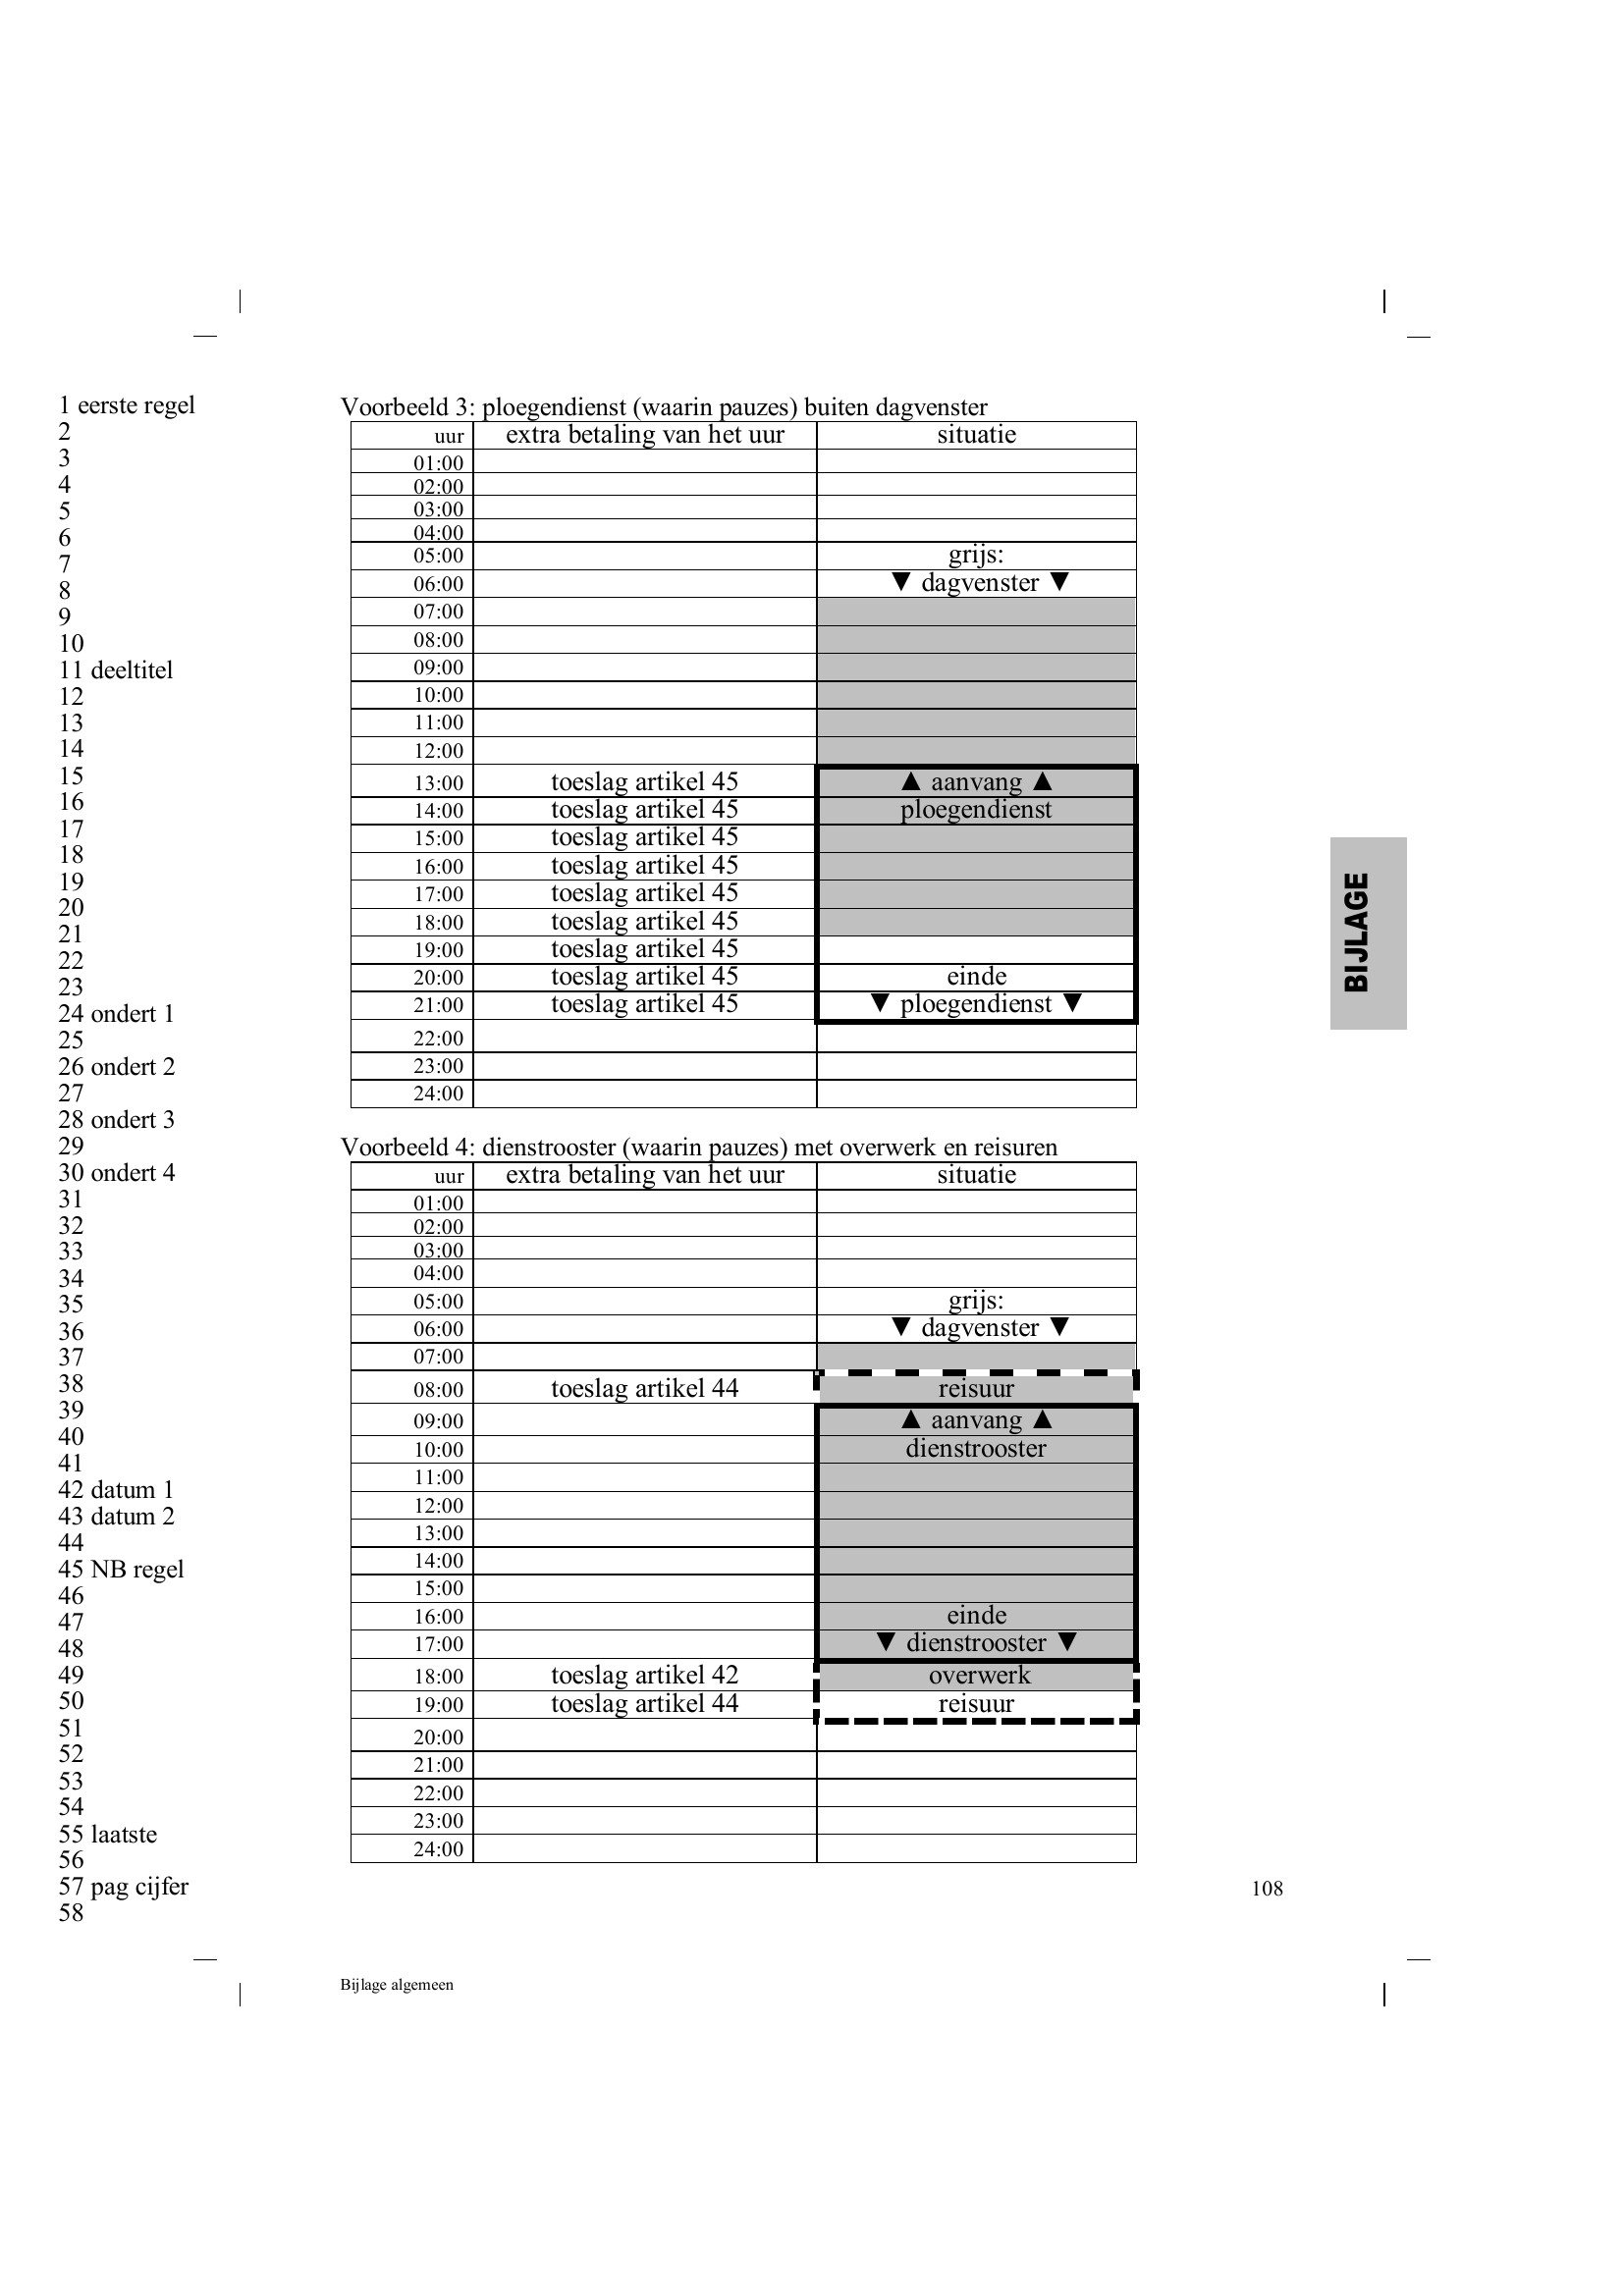 1 eerste regel
2
3
4
5
6
7
8
9
10
11 deeltitel
12
13
14
15
16
17
18
19
20
21
22
23
24 ondert 1
25
26 ondert 2
27
28 ondert 3
29
30 ondert 4
31
32
33
34
35
36
37
38
39
40
41
42 datum 1
43 datum 2
44
45 NB regel
46
47
48
49
50
51
52
53
54
55 laatste
56
57 pag cijfer
58
Voorbeeld 3: ploegendienst (waarin pauzes) buiten dagvenster
uur extra betaling van het uur situatie
01:00
02:00
03:00
04:00
05:00 grijs:
06:00 ▼ dagvenster ▼
07:00
08:00
09:00
10:00
11:00
12:00
13:00 toeslag artikel 45 ▲ aanvang ▲
14:00 toeslag artikel 45 ploegendienst
15:00 toeslag artikel 45
16:00 toeslag artikel 45
17:00 toeslag artikel 45
18:00 toeslag artikel 45
19:00 toeslag artikel 45
20:00 toeslag artikel 45 einde
21:00 toeslag artikel 45 ▼ ploegendienst ▼
22:00
23:00
24:00
Voorbeeld 4: dienstrooster (waarin pauzes) met overwerk en reisuren
uur extra betaling van het uur situatie
01:00
02:00
03:00
04:00
05:00 grijs:
06:00 ▼ dagvenster ▼
07:00
08:00 toeslag artikel 44 reisuur
09:00 ▲ aanvang ▲
10:00 dienstrooster
11:00
12:00
13:00
14:00
15:00
16:00 einde
17:00 ▼ dienstrooster ▼
18:00 toeslag artikel 42 overwerk
19:00 toeslag artikel 44 reisuur
20:00
21:00
22:00
23:00
24:00
BIJLAGE
108
Bijlage algemeen